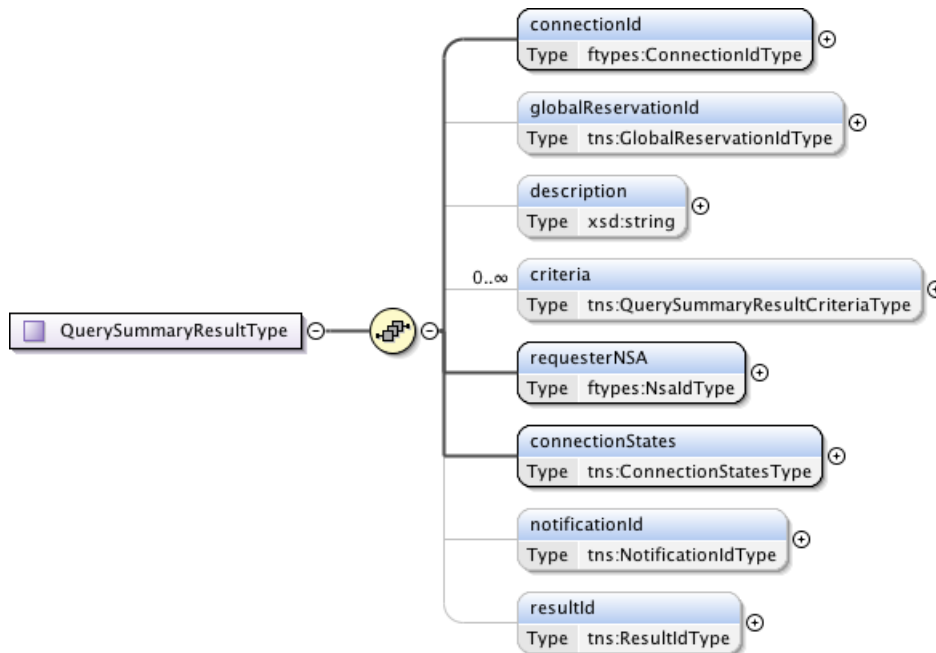 connectionId
Type ftypes:ConnectionIdType
globalReservationId
Type tns:GlobalReservationIdType
description
Type xsd:string
0..∞
criteria
Type tns:QuerySummaryResultCriteriaType
QuerySummaryResultType
requesterNSA
Type ftypes:NsaIdType
connectionStates
Type tns:ConnectionStatesType
notificationId
Type tns:NotificationIdType
resultId
Type tns:ResultIdType